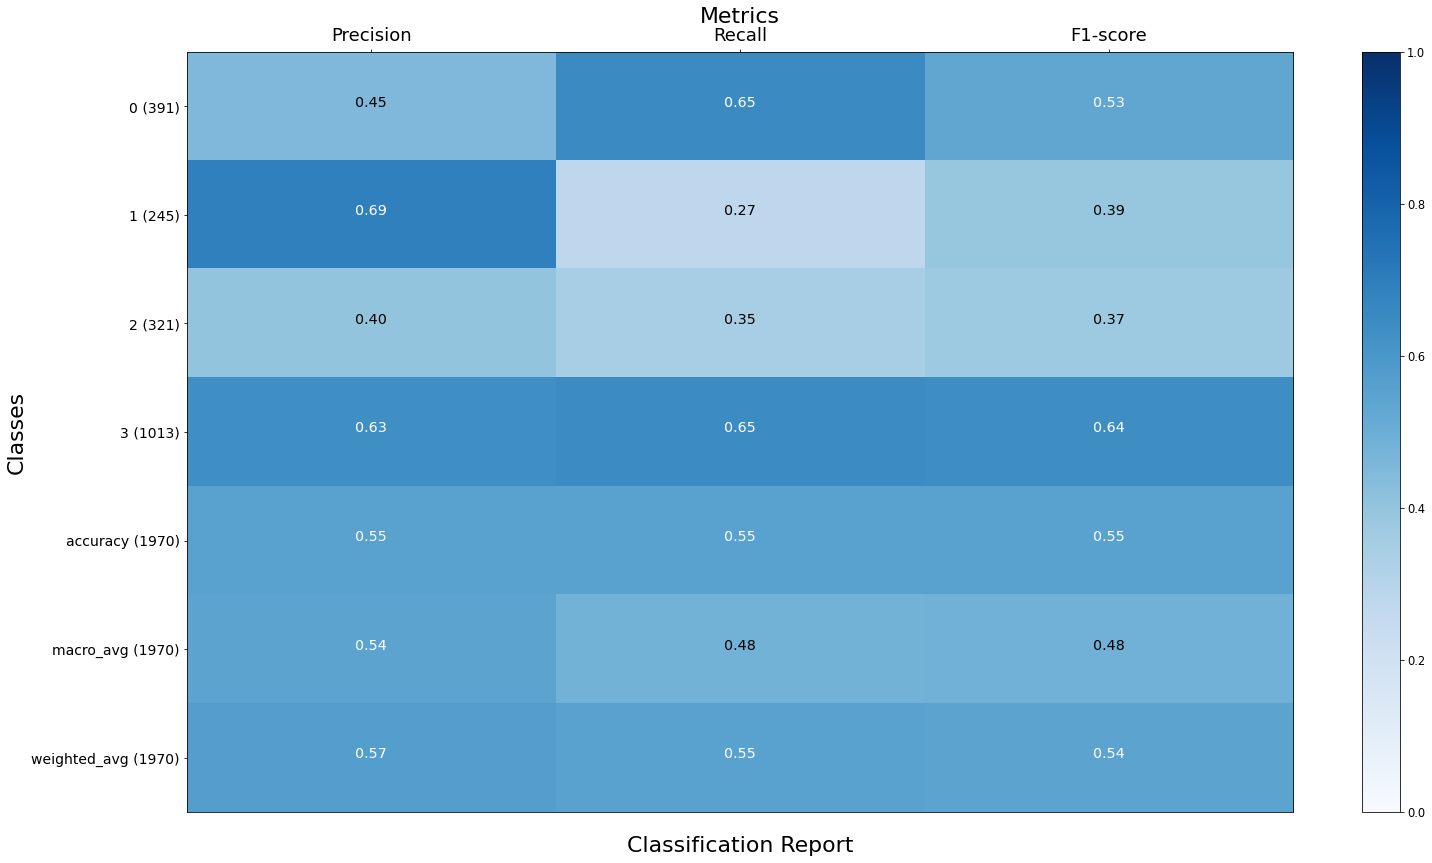 Metrics
Precision Recall F1-score
0 (391) 0.45 0.65 0.53
1 (245) 0.69 0.27 0.39
2 (321) 0.40 0.35 0.37
3 (1013) 0.63 0.65 0.64
accuracy (1970) 0.55 0.55 0.55
macro_avg (1970) 0.54 0.48 0.48
weighted_avg (1970) 0.57 0.55 0.54
Classes
Classification Report
1.0
0.8
0.6
0.4
0.2
0.0